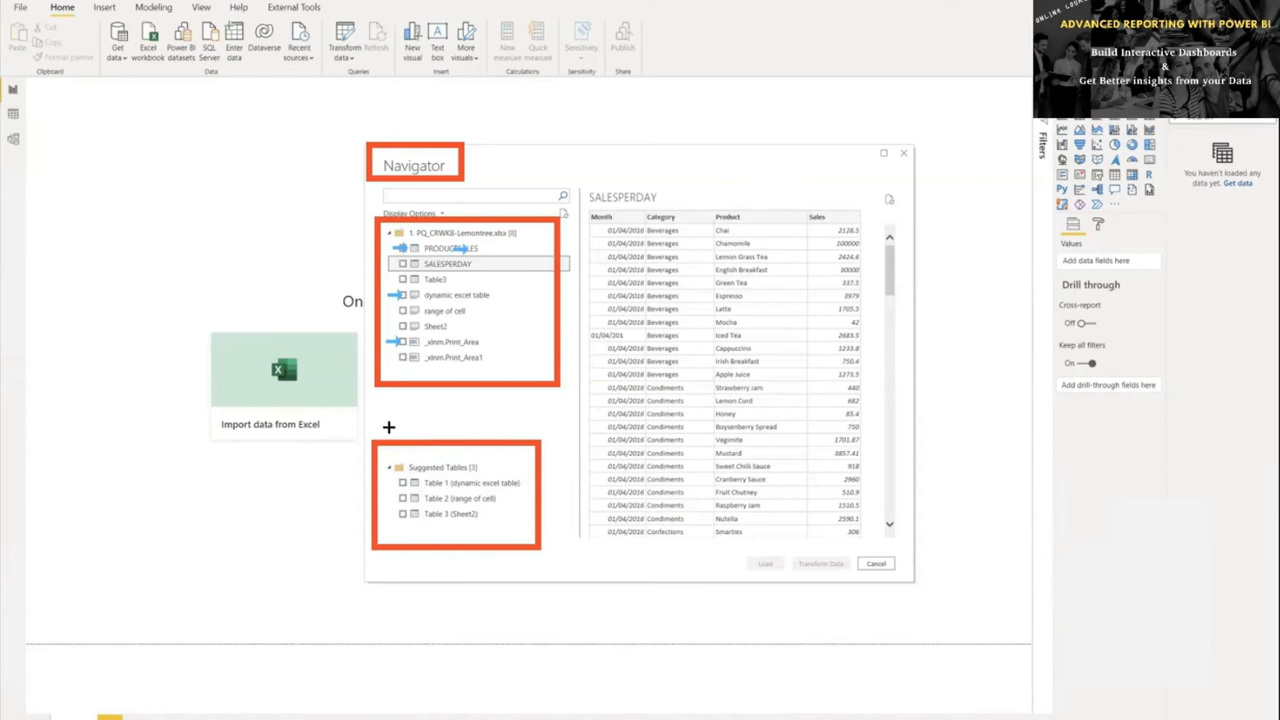 File Home Insert Modeling View Help External Tools
ADVANCED REPORTING WITH POWER BI
Build Interactive Dashboards
&
Get Better insights from your Data
Paste
Cut
Copy
Format painter
Get data
Excel workbook
Power BI datasets
SQL Server
Enter data
Dataverse
Recent sources
Transform data
Refresh
New visual
Text box
More visuals
New measure
Quick measure
Sensitivity
Publish
Clipboard
Data
Queries
Insert
Calculations
Sensitivity
Share
Filters
You haven't loaded any
data yet. Get data
Values
Add data fields here
Drill through
Cross-report
Off
Keep all filters
On
Add drill-through fields here
On
Import data from Excel
Navigator
Display Options
1. PQ_CRWKB-Lemontree.xlsx [8]
SALESPERDAY
Table3
dynamic excel table
range of cell
Sheet2
_xlnm.Print_Area
_xlnm.Print_Area1
Suggested Tables [3]
Table 1 (dynamic excel table)
Table 2 (range of cell)
Table 3 (Sheet2)
SALESPERDAY
Month Category Product Sales
01/04/2016 Beverages Chai 2128.5
01/04/2016 Beverages Chamomile 100000
01/04/2016 Beverages Lemon Grass Tea 2424.6
01/04/2016 Beverages English Breakfast 30000
01/04/2016 Beverages Green Tea 337.5
01/04/2016 Beverages Espresso 3979
01/04/2016 Beverages Latte 1705.5
01/04/2016 Beverages Mocha 42
01/04/201 Beverages Iced Tea 2683.5
01/04/2016 Beverages Cappuccino 1233.8
01/04/2016 Beverages Irish Breakfast 750.4
01/04/2016 Beverages Apple Juice 1273.5
01/04/2016 Condiments Strawberry Jam 440
01/04/2016 Condiments Lemon Curd 682
01/04/2016 Condiments Honey 85.4
01/04/2016 Condiments Boysenberry Spread 750
01/04/2016 Condiments Vegimite 1701.87
01/04/2016 Condiments Mustard 3857.41
01/04/2016 Condiments Sweet Chilli Sauce 918
01/04/2016 Condiments Cranberry Sauce 2960
01/04/2016 Condiments Fruit Chutney 510.9
01/04/2016 Condiments Raspberry Jam 1510.5
01/04/2016 Condiments Nutella 2590.1
01/04/2016 Confections Smarties 306
Load Transform Data Cancel